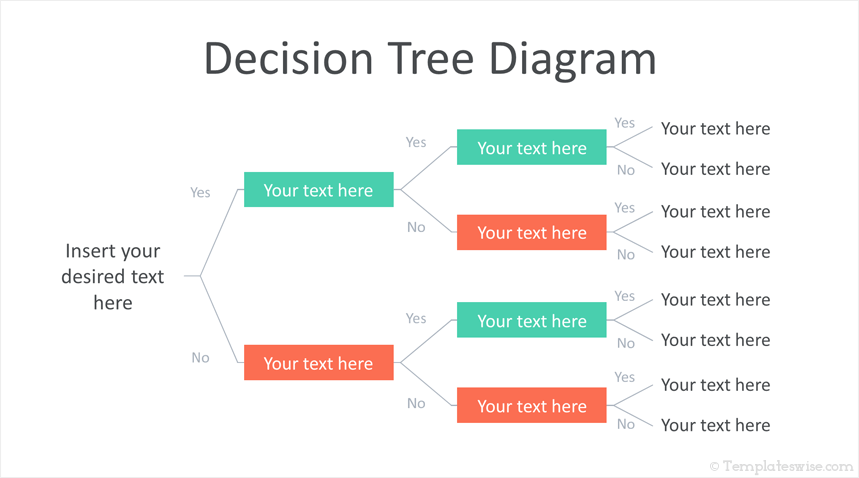 Decision Tree Diagram
Yes
Your text here
Yes
Your text here
Yes
Your text here
No
Your text here
No
Your text here
Yes
Your text here
No
Your text here
Insert your
desired text
here
No
Your text here
Yes
Your text here
Yes
Your text here
No
Your text here
No
Your text here
Yes
Your text here
No
Your text here
© Templateswise.com